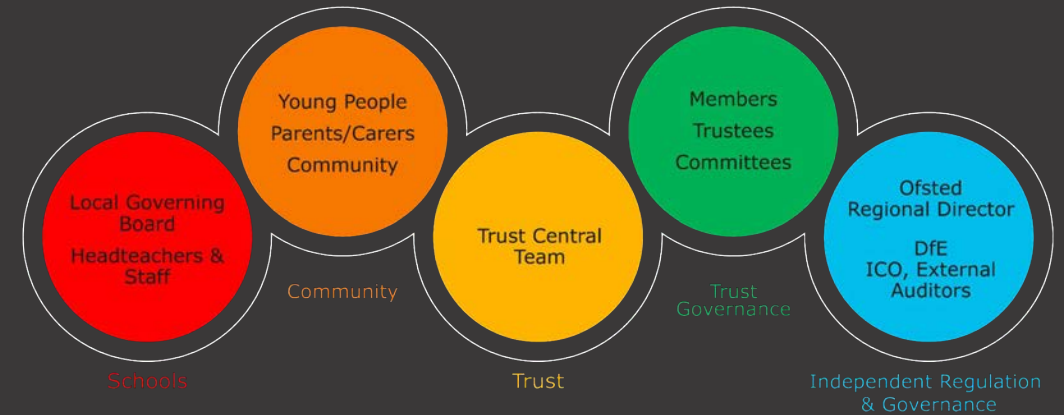 Local Governing
Board
Headteachers &
Staff
Schools
Young People
Parents/Carers
Community
Community
Trust Central
Team
Trust
Members
Trustees
Committees
Trust
Governance
Ofsted
Regional Director
DfE
ICO, External
Auditors
Independent Regulation
& Governance